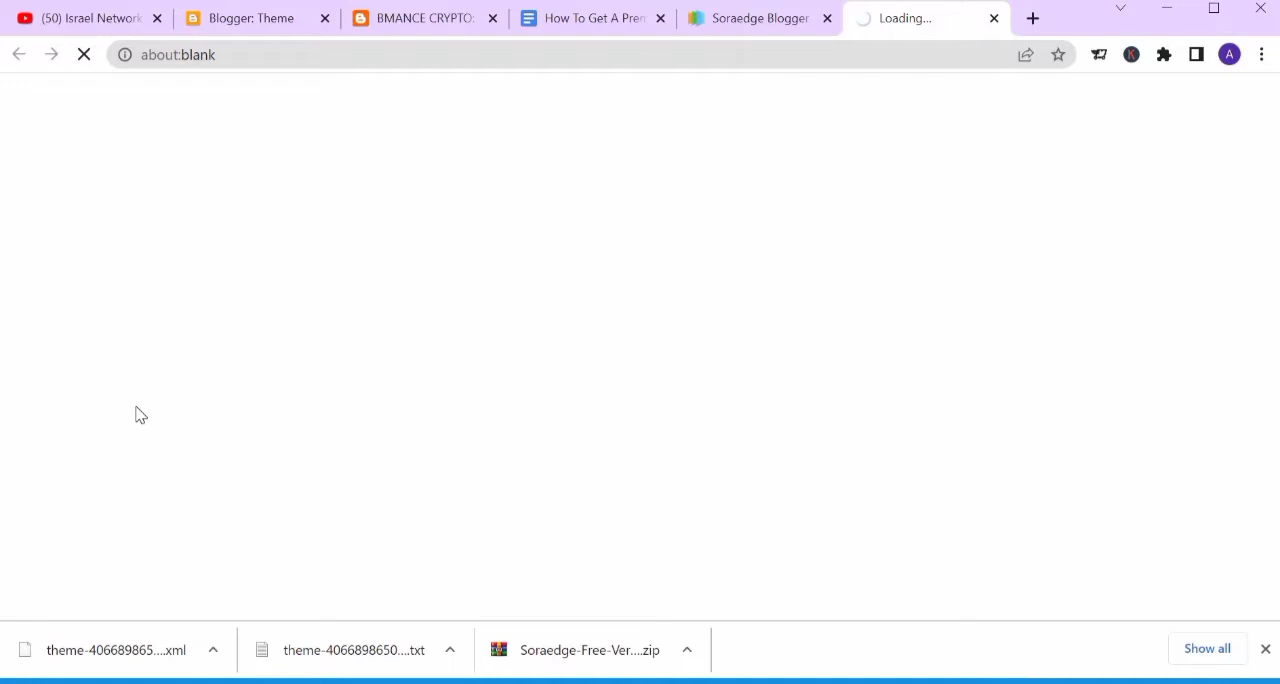 (50) Israel Network
Blogger: Theme
BMANCE CRYPTO:
How To Get A Prem
Soraedge Blogger
Loading...
about:blank
K
A
theme-406689865....xml
theme-4066898650....txt
Soraedge-Free-Ver....zip
Show all